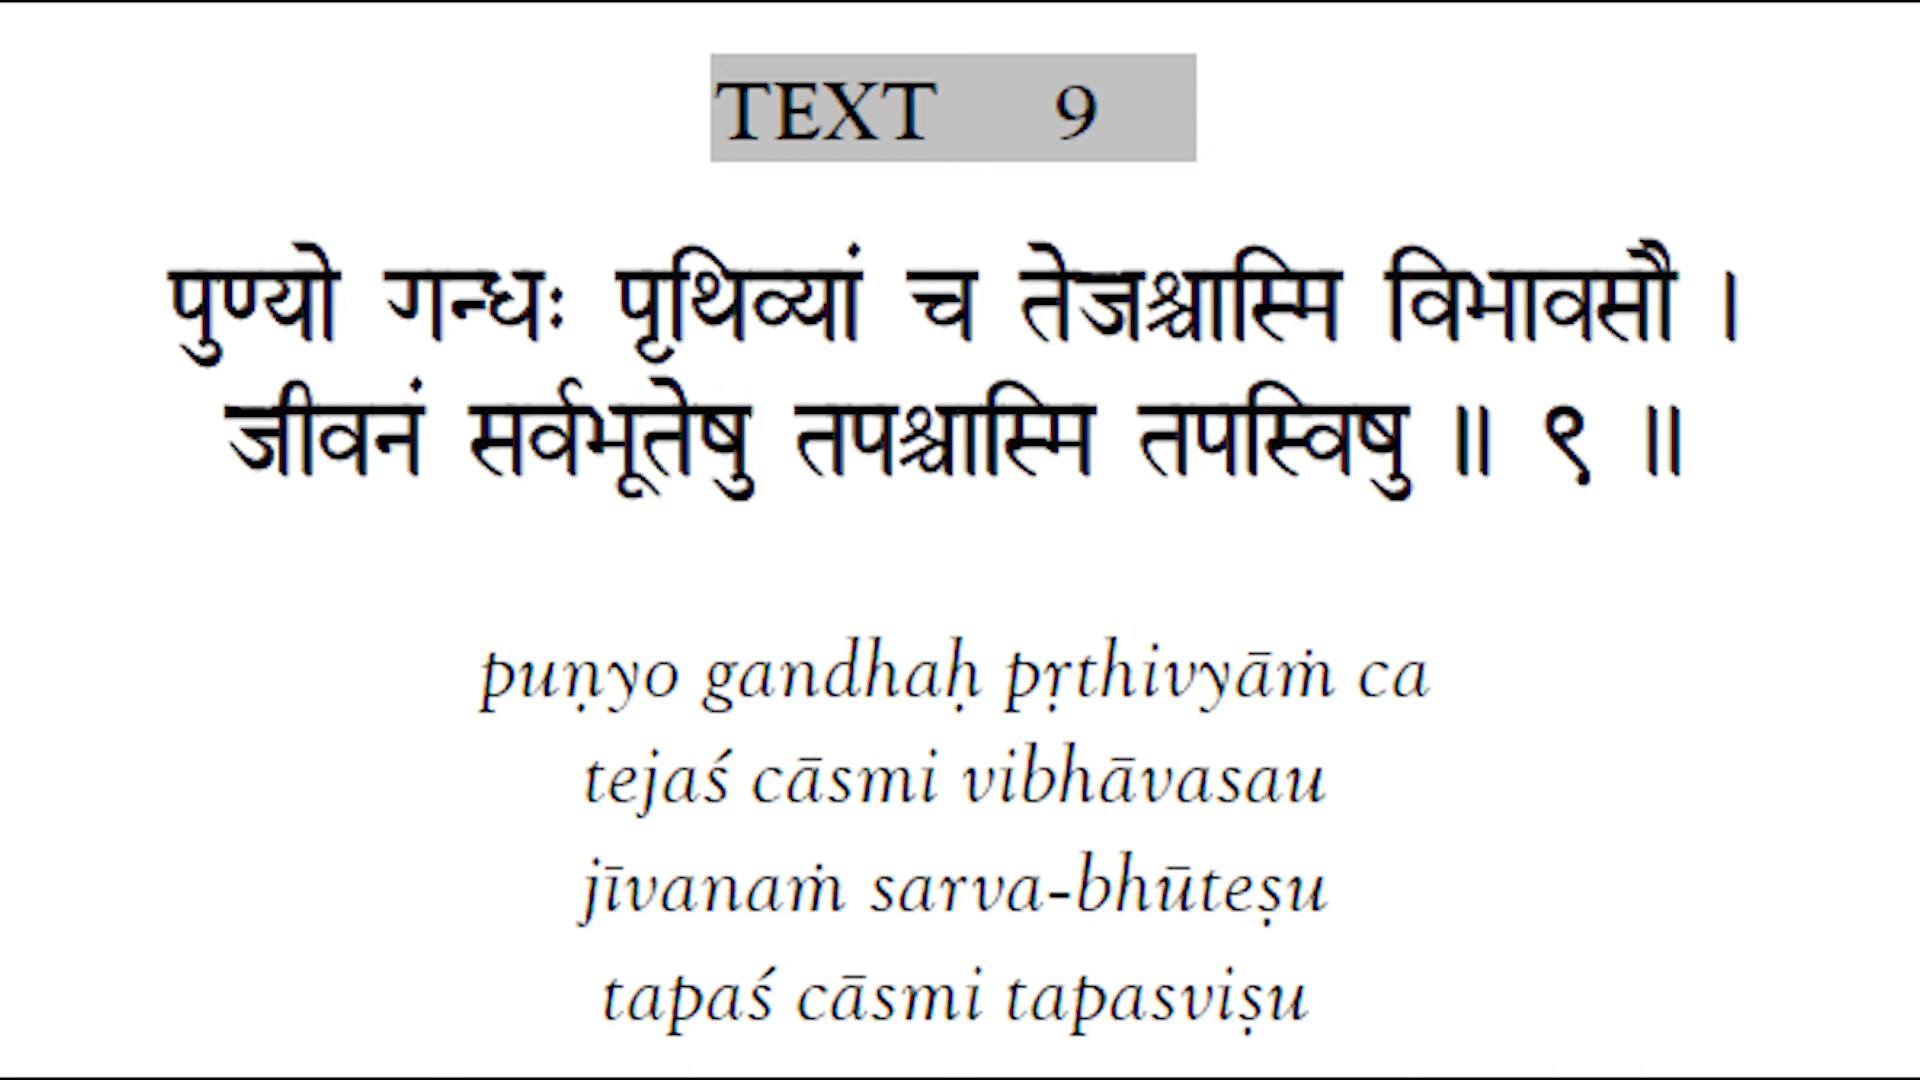 TEXT 9
पुण्यो गन्धः पृथिव्यां च तेजश्चास्मि विभावसौ ।
जीवनं सर्वभूतेषु तपश्चास्मि तपस्विषु ॥ ९ ॥
puṇyo gandhaḥ pṛthivyāṁ ca
tejaś cāsmi vibhāvasau
jīvanaṁ sarva-bhūteṣu
tapaś cāsmi tapasviṣu